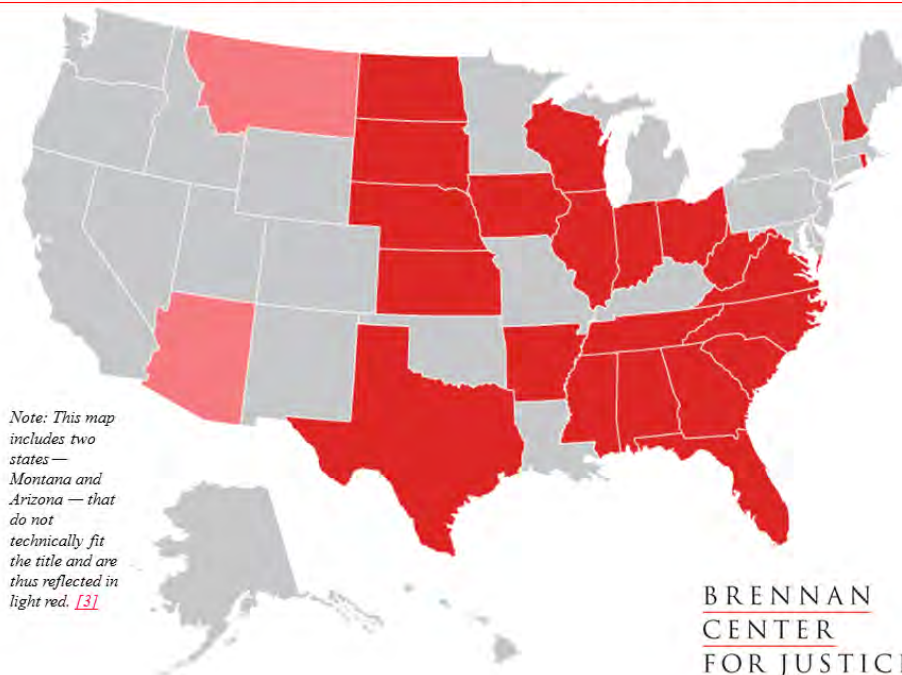 Note: This map
includes two
states —
Montana and
Arizona — that
do not
technically fit
the title and are
thus reflected in
light red. [3]
BRENNAN
CENTER
FOR JUSTICE